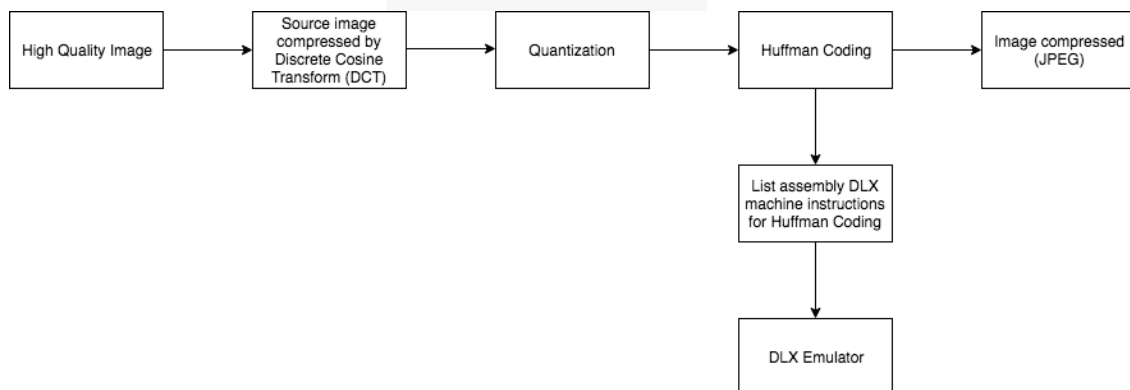 High Quality Image
Source image
compressed by
Discrete Cosine
Transform (DCT)
Quantization
Huffman Coding
Image compressed
(JPEG)
List assembly DLX
machine instructions
for Huffman Coding
DLX Emulator